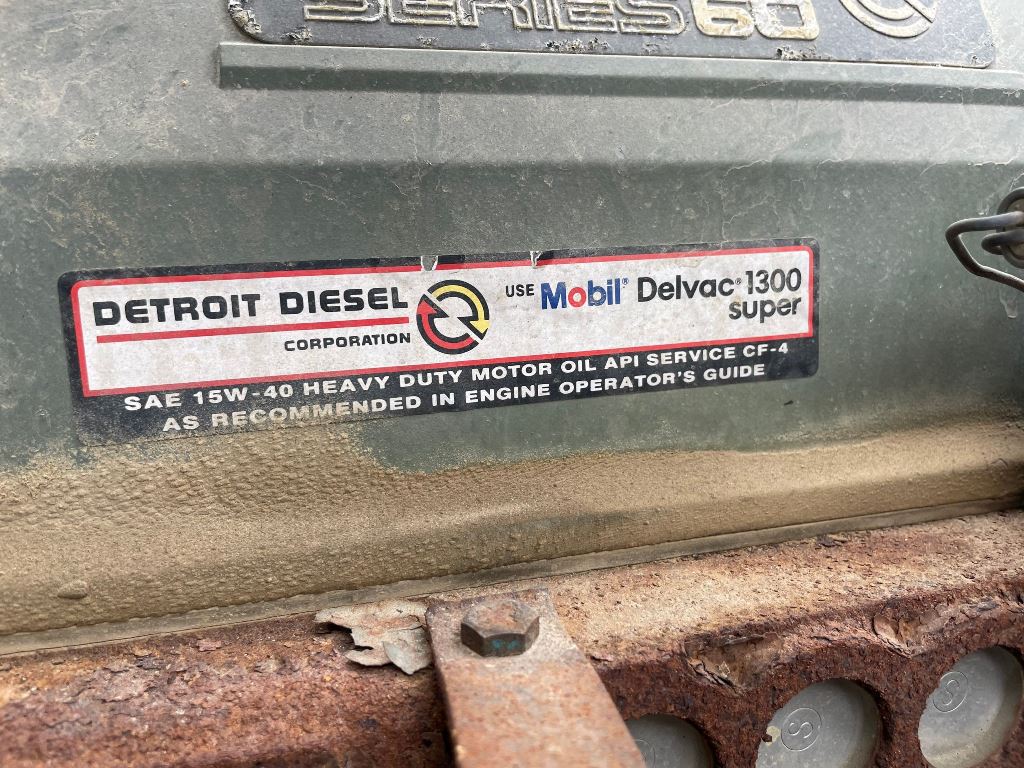 SERIES 60
DETROIT DIESEL
CORPORATION
USE Mobil® Delvac® 1300
super
SAE 15W-40 HEAVY DUTY MOTOR OIL API SERVICE CF-4
AS RECOMMENDED IN ENGINE OPERATOR'S GUIDE
S
S